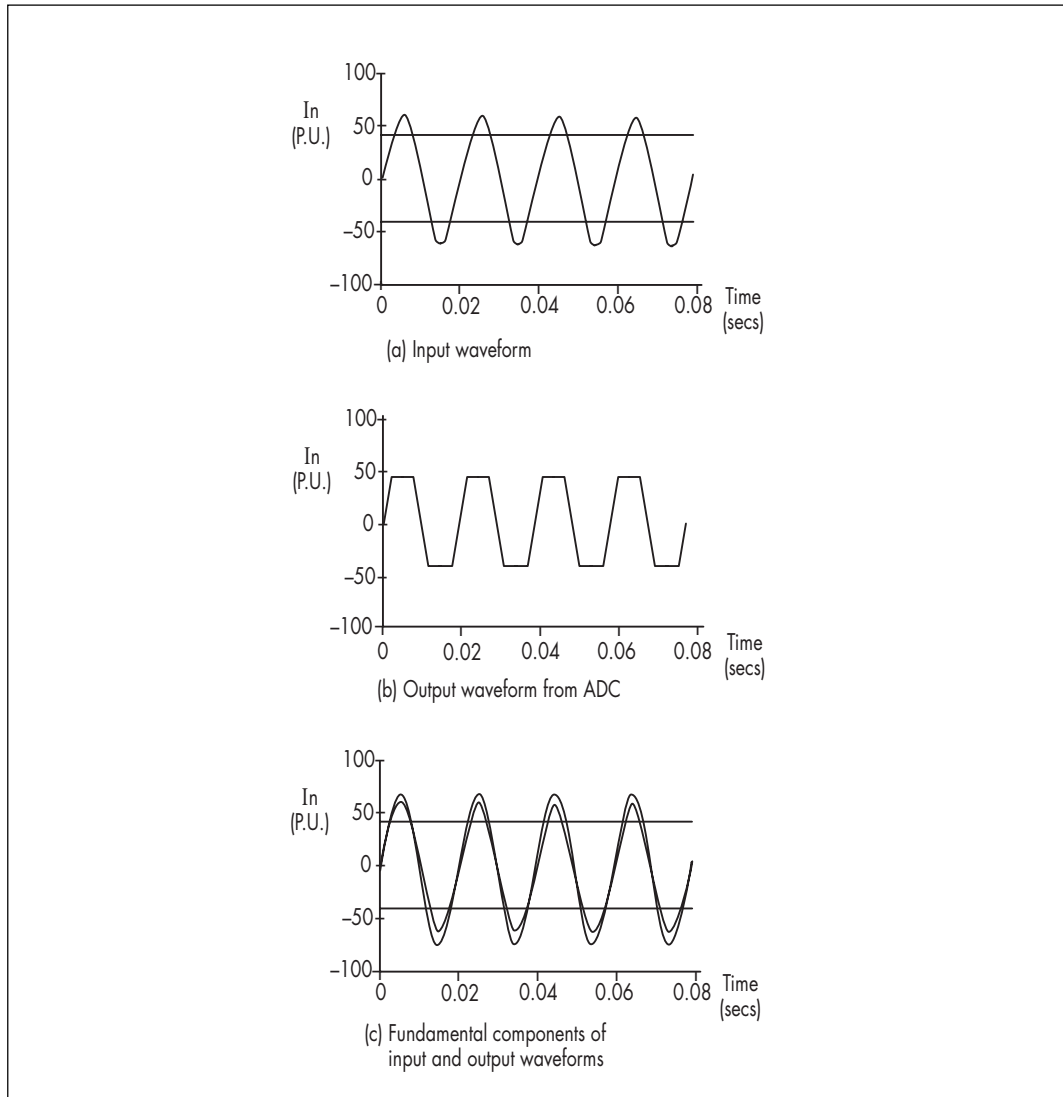 100
In
(P.U.)
50
0
–50
–100
0
0.02
0.04
0.06
0.08
Time
(secs)
(a) Input waveform
100
In
(P.U.)
50
0
–50
–100
0
0.02
0.04
0.06
0.08
Time
(secs)
(b) Output waveform from ADC
100
In
(P.U.)
50
0
–50
–100
0
0.02
0.04
0.06
0.08
Time
(secs)
(c) Fundamental components of
input and output waveforms